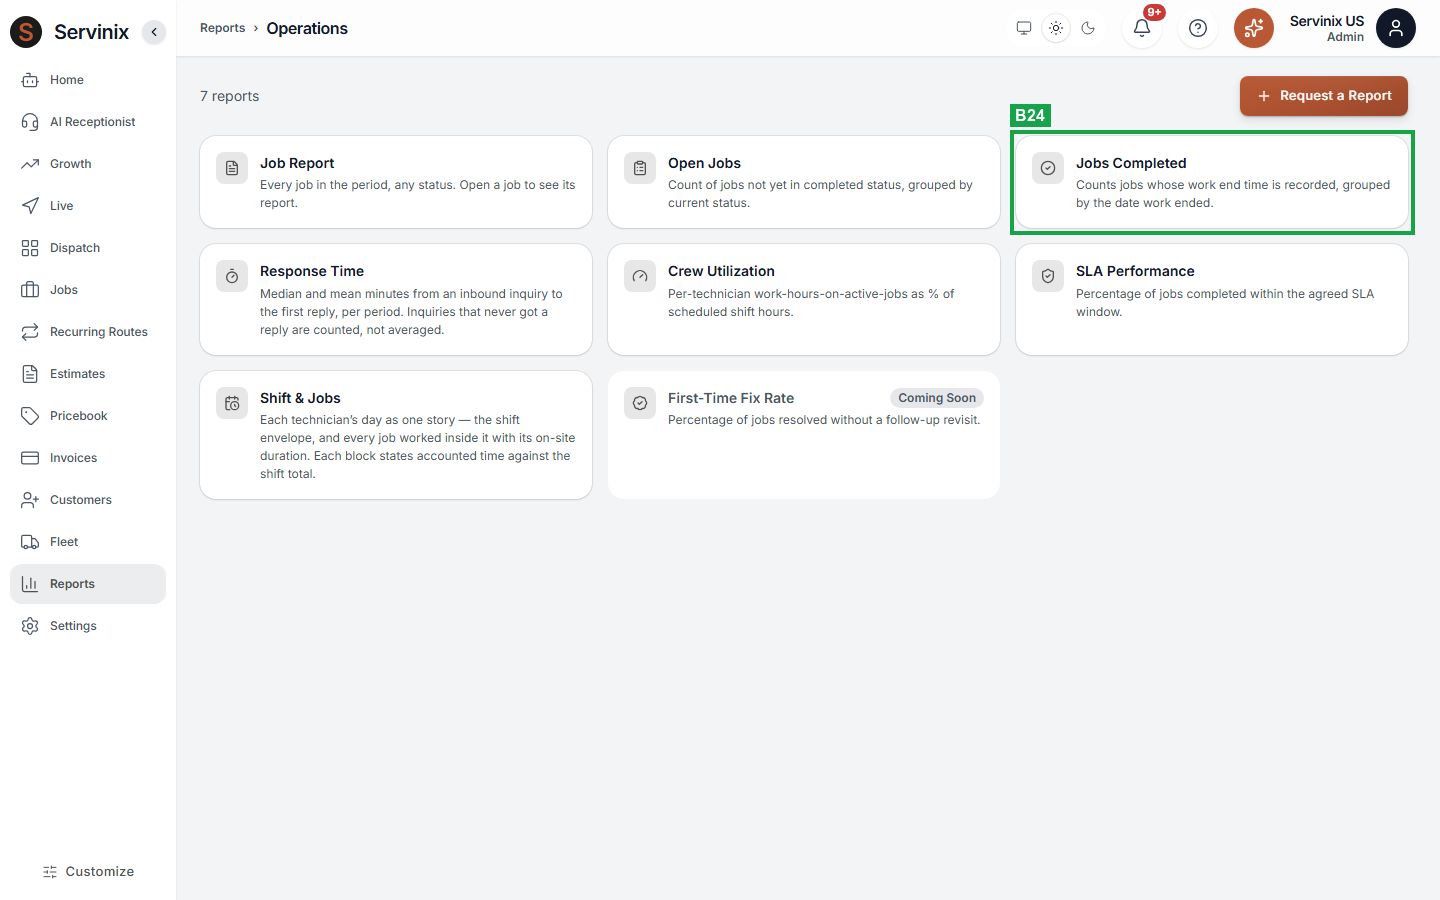 Servinix
Home
AI Receptionist
Growth
Live
Dispatch
Jobs
Recurring Routes
Estimates
Pricebook
Invoices
Customers
Fleet
Reports
Settings
Customize
Reports › Operations
9+
Servinix US
Admin
7 reports
Request a Report
B24
Job Report
Every job in the period, any status. Open a job to see its
report.
Open Jobs
Count of jobs not yet in completed status, grouped by
current status.
Jobs Completed
Counts jobs whose work end time is recorded, grouped
by the date work ended.
Response Time
Median and mean minutes from an inbound inquiry to
the first reply, per period. Inquiries that never got a
reply are counted, not averaged.
Crew Utilization
Per-technician work-hours-on-active-jobs as % of
scheduled shift hours.
SLA Performance
Percentage of jobs completed within the agreed SLA
window.
Shift & Jobs
Each technician’s day as one story — the shift
envelope, and every job worked inside it with its on-site
duration. Each block states accounted time against the
shift total.
First-Time Fix Rate
Coming Soon
Percentage of jobs resolved without a follow-up revisit.